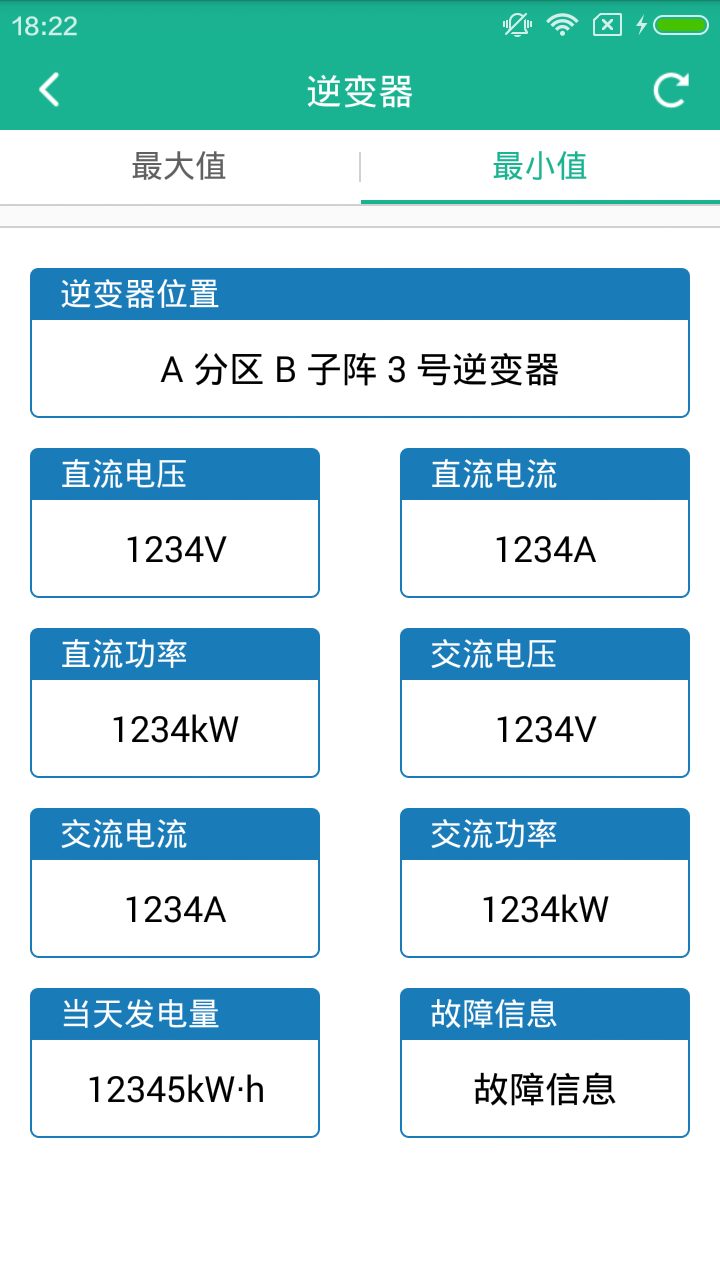 18:22
逆变器
最大值
最小值
逆变器位置
A 分区 B 子阵 3 号逆变器
直流电压
直流电流
1234V
1234A
直流功率
交流电压
1234kW
1234V
交流电流
交流功率
1234A
1234kW
当天发电量
故障信息
12345kW·h
故障信息